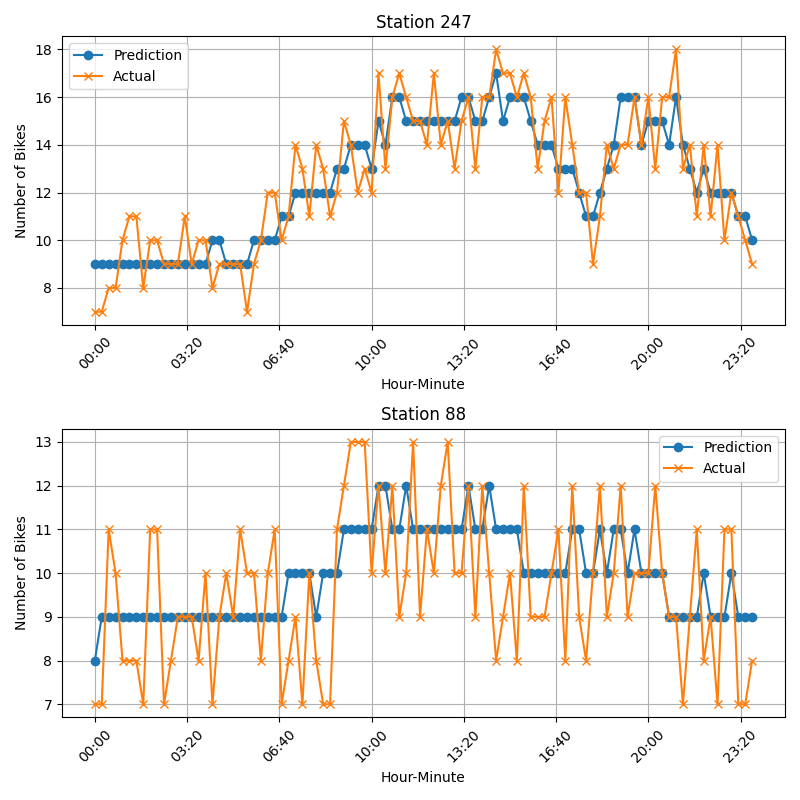 Station 247
Prediction
Actual
18
16
14
12
10
8
Number of Bikes
00:00 03:20 06:40 10:00 13:20 16:40 20:00 23:20
Hour-Minute
Station 88
Prediction
Actual
13
12
11
10
9
8
7
Number of Bikes
00:00 03:20 06:40 10:00 13:20 16:40 20:00 23:20
Hour-Minute